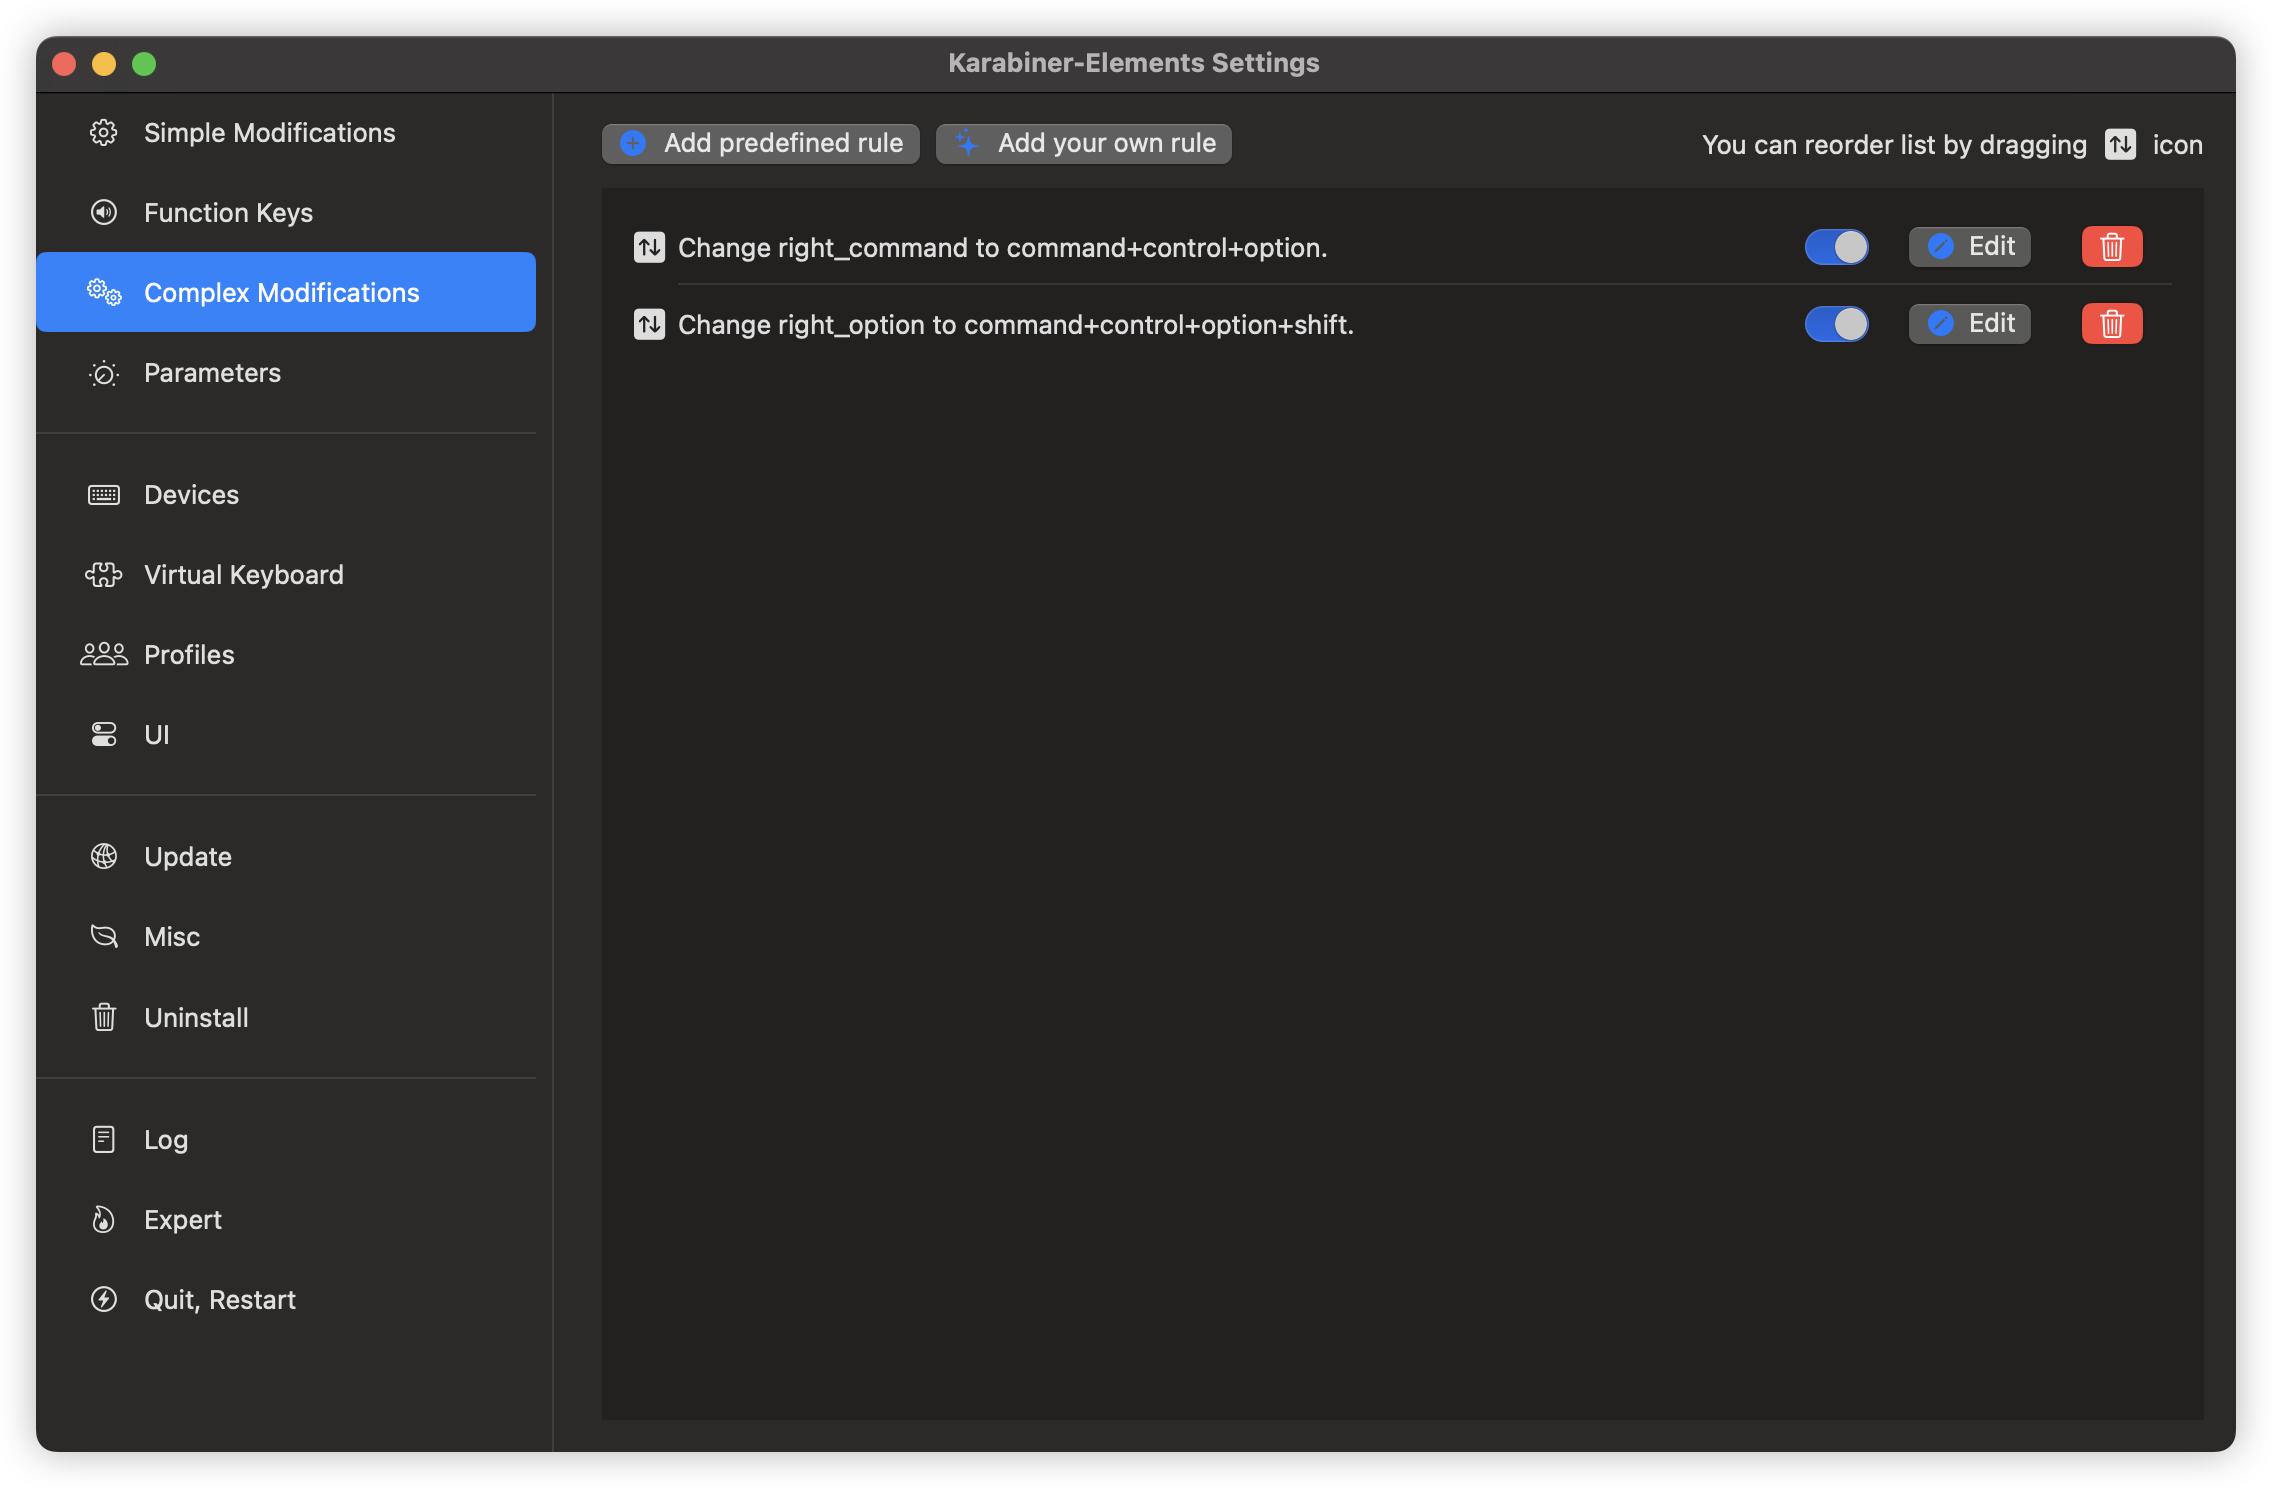 Karabiner-Elements Settings
Simple Modifications
Function Keys
Complex Modifications
Parameters
Devices
Virtual Keyboard
Profiles
UI
Update
Misc
Uninstall
Log
Expert
Quit, Restart
Add predefined rule
Add your own rule
You can reorder list by dragging icon
Change right_command to command+control+option.
Edit
Change right_option to command+control+option+shift.
Edit